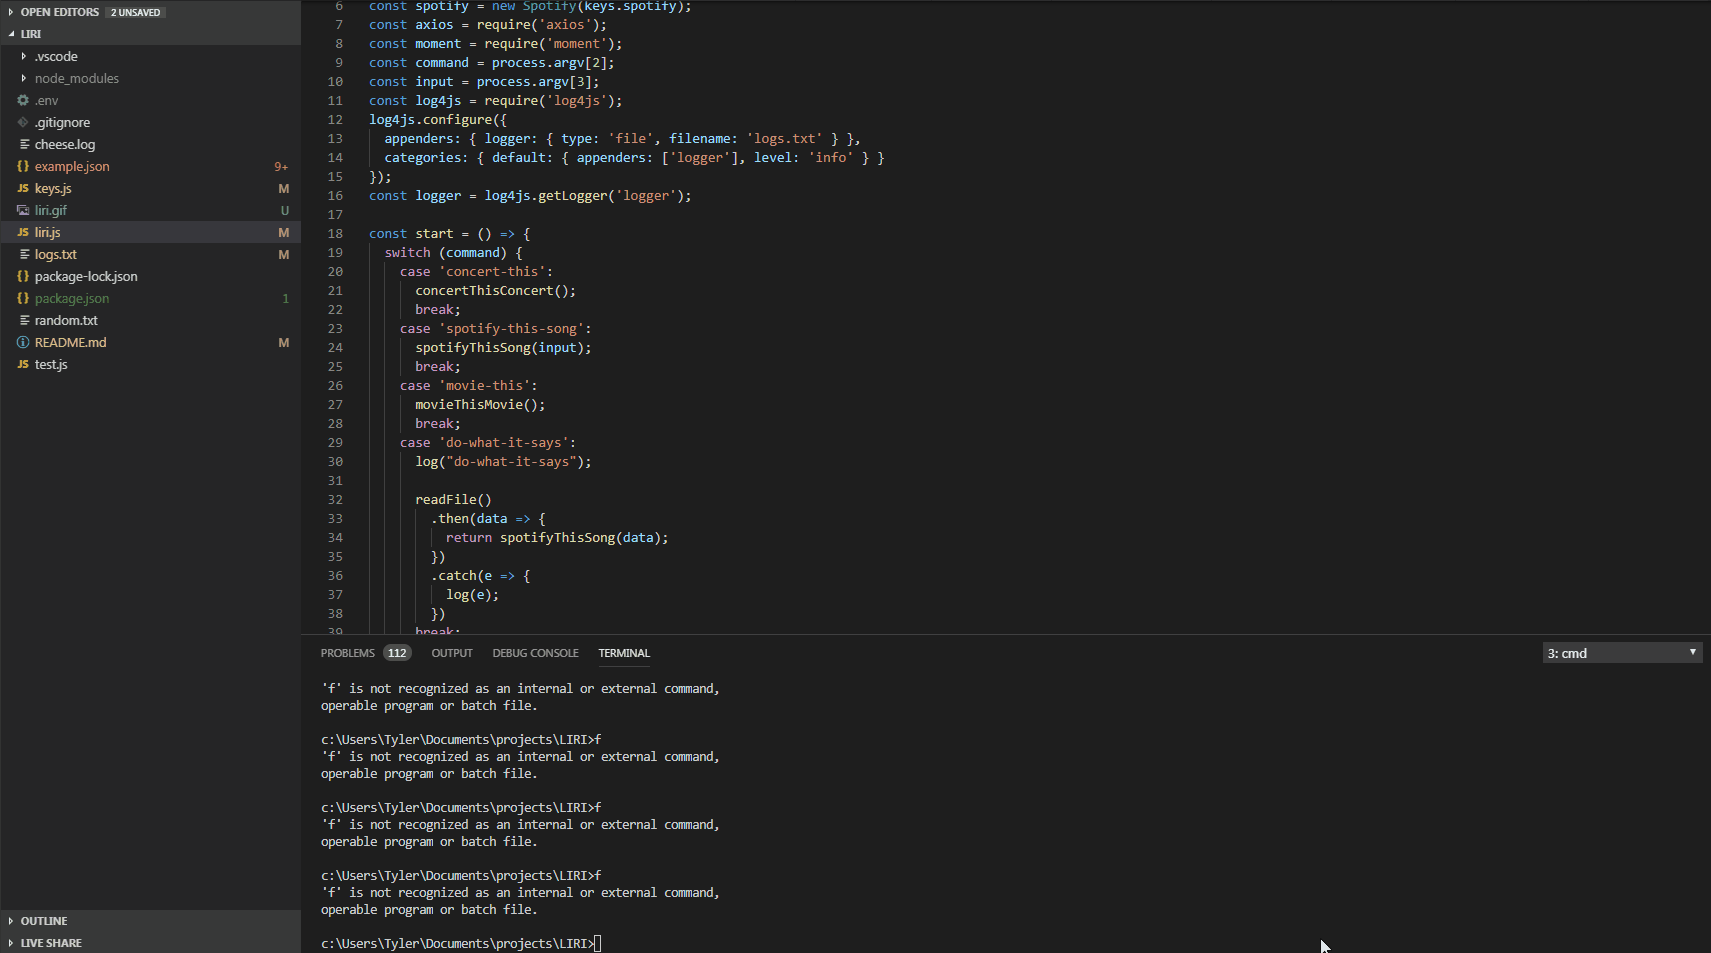 OPEN EDITORS 2 UNSAVED
LIRI
.vscode
node_modules
.env
.gitignore
cheese.log
{} example.json 9+
JS keys.js M
liri.gif U
JS liri.js M
logs.txt M
{} package-lock.json
{} package.json 1
random.txt
README.md M
JS test.js
OUTLINE
LIVE SHARE
6 const spotify = new Spotify(keys.spotify);
7 const axios = require('axios');
8 const moment = require('moment');
9 const command = process.argv[2];
10 const input = process.argv[3];
11 const log4js = require('log4js');
12 log4js.configure({
13 appenders: { logger: { type: 'file', filename: 'logs.txt' } },
14 categories: { default: { appenders: ['logger'], level: 'info' } }
15 });
16 const logger = log4js.getLogger('logger');
17
18 const start = () => {
19 switch (command) {
20 case 'concert-this':
21 concertThisConcert();
22 break;
23 case 'spotify-this-song':
24 spotifyThisSong(input);
25 break;
26 case 'movie-this':
27 movieThisMovie();
28 break;
29 case 'do-what-it-says':
30 log("do-what-it-says");
31
32 readFile()
33 .then(data => {
34 return spotifyThisSong(data);
35 })
36 .catch(e => {
37 log(e);
38 })
39 break;
PROBLEMS 112 OUTPUT DEBUG CONSOLE TERMINAL 3: cmd
'f' is not recognized as an internal or external command,
operable program or batch file.
c:\Users\Tyler\Documents\projects\LIRI>f
'f' is not recognized as an internal or external command,
operable program or batch file.
c:\Users\Tyler\Documents\projects\LIRI>f
'f' is not recognized as an internal or external command,
operable program or batch file.
c:\Users\Tyler\Documents\projects\LIRI>f
'f' is not recognized as an internal or external command,
operable program or batch file.
c:\Users\Tyler\Documents\projects\LIRI>